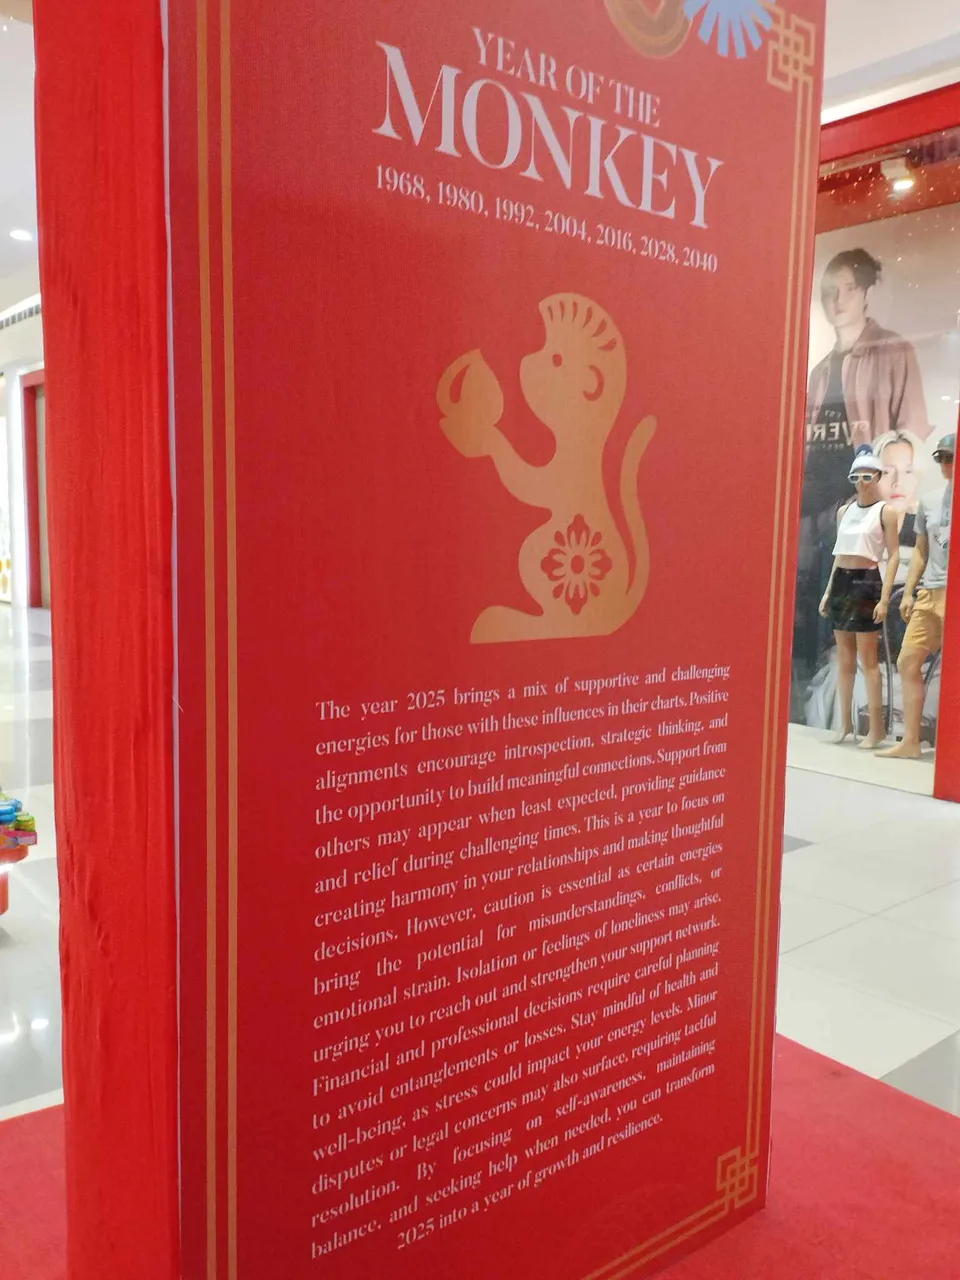 YEAR OF THE
MONKEY
1968, 1980, 1992, 2004, 2016, 2028, 2040
The year 2025 brings a mix of supportive and challenging
energies for those with these influences in their charts. Positive
alignments encourage introspection, strategic thinking, and
the opportunity to build meaningful connections. Support from
others may appear when least expected, providing guidance
and relief during challenging times. This is a year to focus on
creating harmony in your relationships and making thoughtful
decisions. However, caution is essential as certain energies
bring the potential for misunderstandings, conflicts, or
emotional strain. Isolation or feelings of loneliness may arise,
urging you to reach out and strengthen your support network.
Financial and professional decisions require careful planning
to avoid entanglements or losses. Stay mindful of health and
well-being, as stress could impact your energy levels. Minor
disputes or legal concerns may also surface, requiring tactful
resolution. By focusing on self-awareness, maintaining
balance, and seeking help when needed, you can transform
2025 into a year of growth and resilience.